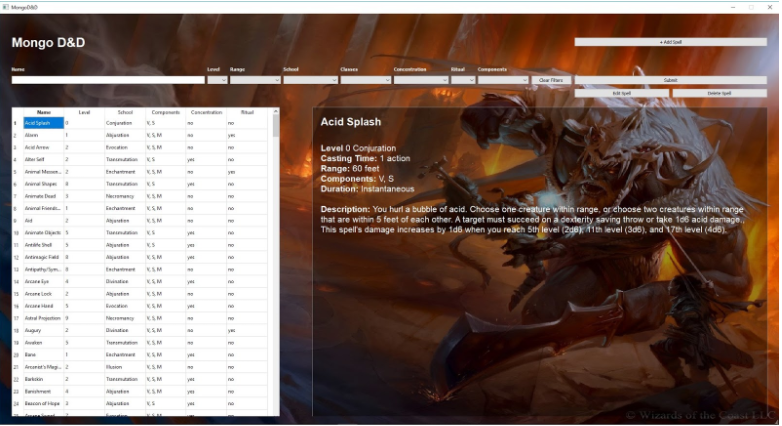 MongoDB&D
Mongo D&D
+ Add Spell
Name Level Range School Classes Concentration Ritual Components
Clear Filters Submit
Edit Spell Delete Spell
Name Level School Components Concentration Ritual
1 Acid Splash 0 Conjuration V, S no no
2 Alarm 1 Abjuration V, S, M no yes
3 Acid Arrow 2 Evocation V, S, M no no
4 Alter Self 2 Transmutation V, S yes no
5 Animal Messen... 2 Enchantment V, S, M no yes
6 Animal Shapes 8 Transmutation V, S yes no
7 Animate Dead 3 Necromancy V, S, M no no
8 Animal Friends... 1 Enchantment V, S, M no no
9 Aid 2 Abjuration V, S, M no no
10 Animate Objects 5 Transmutation V, S yes no
11 Antilife Shell 5 Abjuration V, S yes no
12 Antimagic Field 8 Abjuration V, S, M yes no
13 Antipathy/Sym... 8 Enchantment V, S, M no no
14 Arcane Eye 4 Divination V, S, M yes no
15 Arcane Lock 2 Abjuration V, S, M no no
16 Arcane Hand 5 Evocation V, S, M yes no
17 Astral Projection 9 Necromancy V, S, M no no
18 Augury 2 Divination V, S, M no yes
19 Awaken 5 Transmutation V, S, M no no
20 Bane 1 Enchantment V, S, M yes no
21 Arcanist's Magi... 2 Illusion V, S, M no no
22 Barkskin 2 Transmutation V, S, M yes no
23 Banishment 4 Abjuration V, S, M yes no
24 Beacon of Hope 3 Abjuration V, S yes no
Acid Splash
Level 0 Conjuration
Casting Time: 1 action
Range: 60 feet
Components: V, S
Duration: Instantaneous
Description: You hurl a bubble of acid. Choose one creature within range, or choose two creatures within range
that are within 5 feet of each other. A target must succeed on a dexterity saving throw or take 1d6 acid damage.
This spell's damage increases by 1d6 when you reach 5th level (2d6), 11th level (3d6), and 17th level (4d6).
© Wizards of the Coast LLC